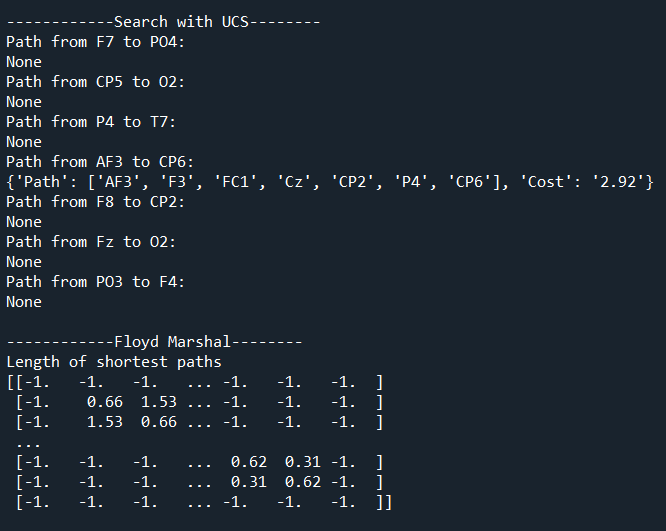 ------------Search with UCS--------
Path from F7 to PO4:
None
Path from CP5 to O2:
None
Path from P4 to T7:
None
Path from AF3 to CP6:
{'Path': ['AF3', 'F3', 'FC1', 'Cz', 'CP2', 'P4', 'CP6'], 'Cost': '2.92'}
Path from F8 to CP2:
None
Path from Fz to O2:
None
Path from PO3 to F4:
None

------------Floyd Marshal--------
Length of shortest paths
[[-1.   -1.   -1.   ... -1.   -1.   -1.  ]
 [-1.    0.66  1.53 ... -1.   -1.   -1.  ]
 [-1.    1.53  0.66 ... -1.   -1.   -1.  ]
 ...
 [-1.   -1.   -1.   ...  0.62  0.31 -1.  ]
 [-1.   -1.   -1.   ...  0.31  0.62 -1.  ]
 [-1.   -1.   -1.   ... -1.   -1.   -1.  ]]